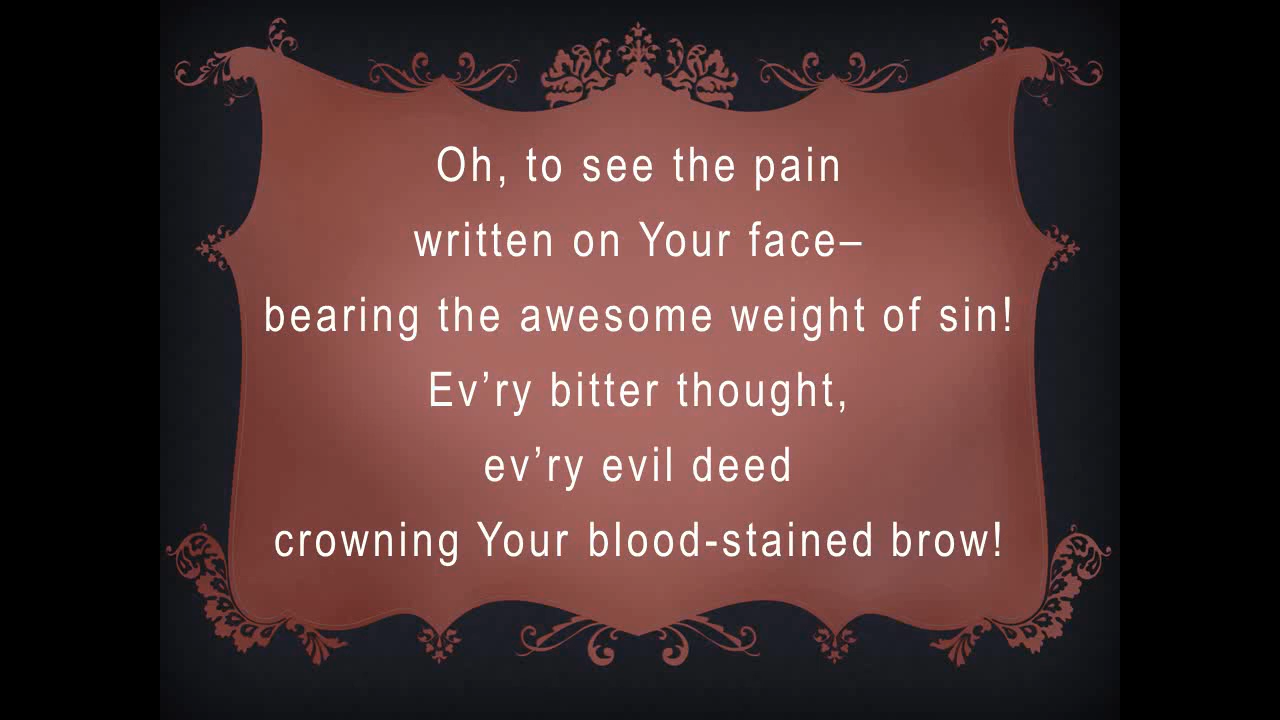 Oh, to see the pain
written on Your face–
bearing the awesome weight of sin!
Ev’ry bitter thought,
ev’ry evil deed
crowning Your blood-stained brow!